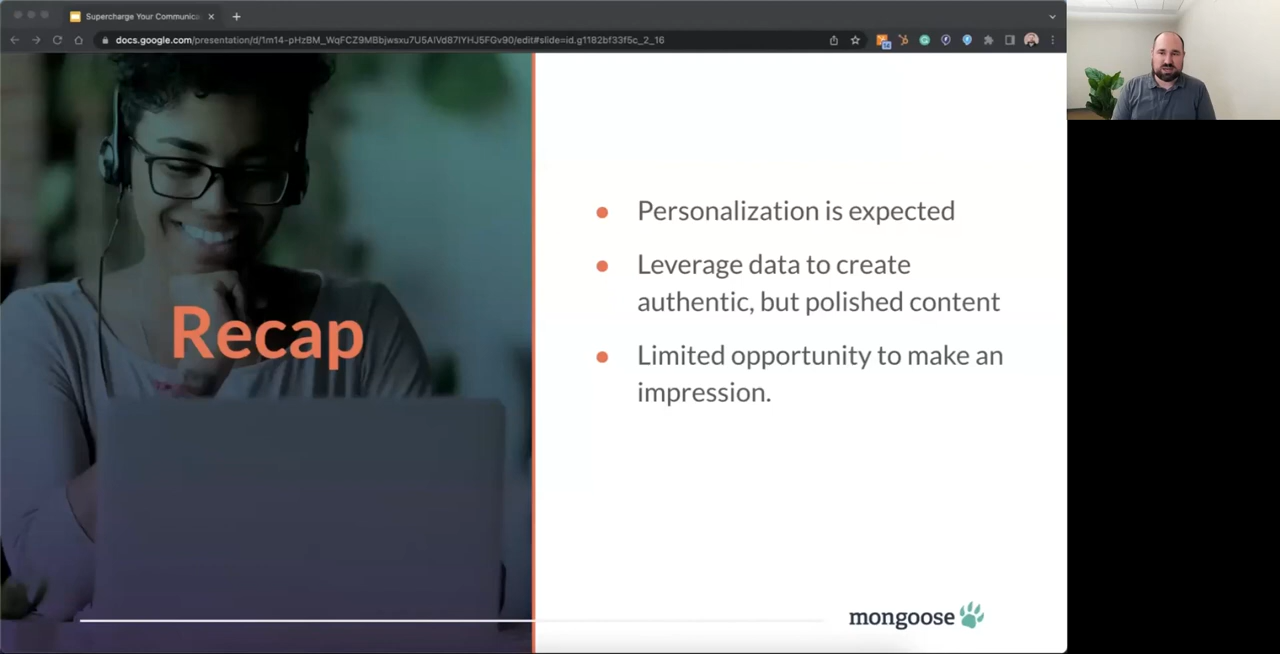 Supercharge Your Communica
docs.google.com/presentation/d/1m14-pHzBM_WqFCZ9MBbjwsxu7U5AlVd87IYHJ5FGv90/edit#slide=id.g1182bf33f5c_2_16
Recap
Personalization is expected
Leverage data to create
authentic, but polished content
Limited opportunity to make an
impression.
mongoose